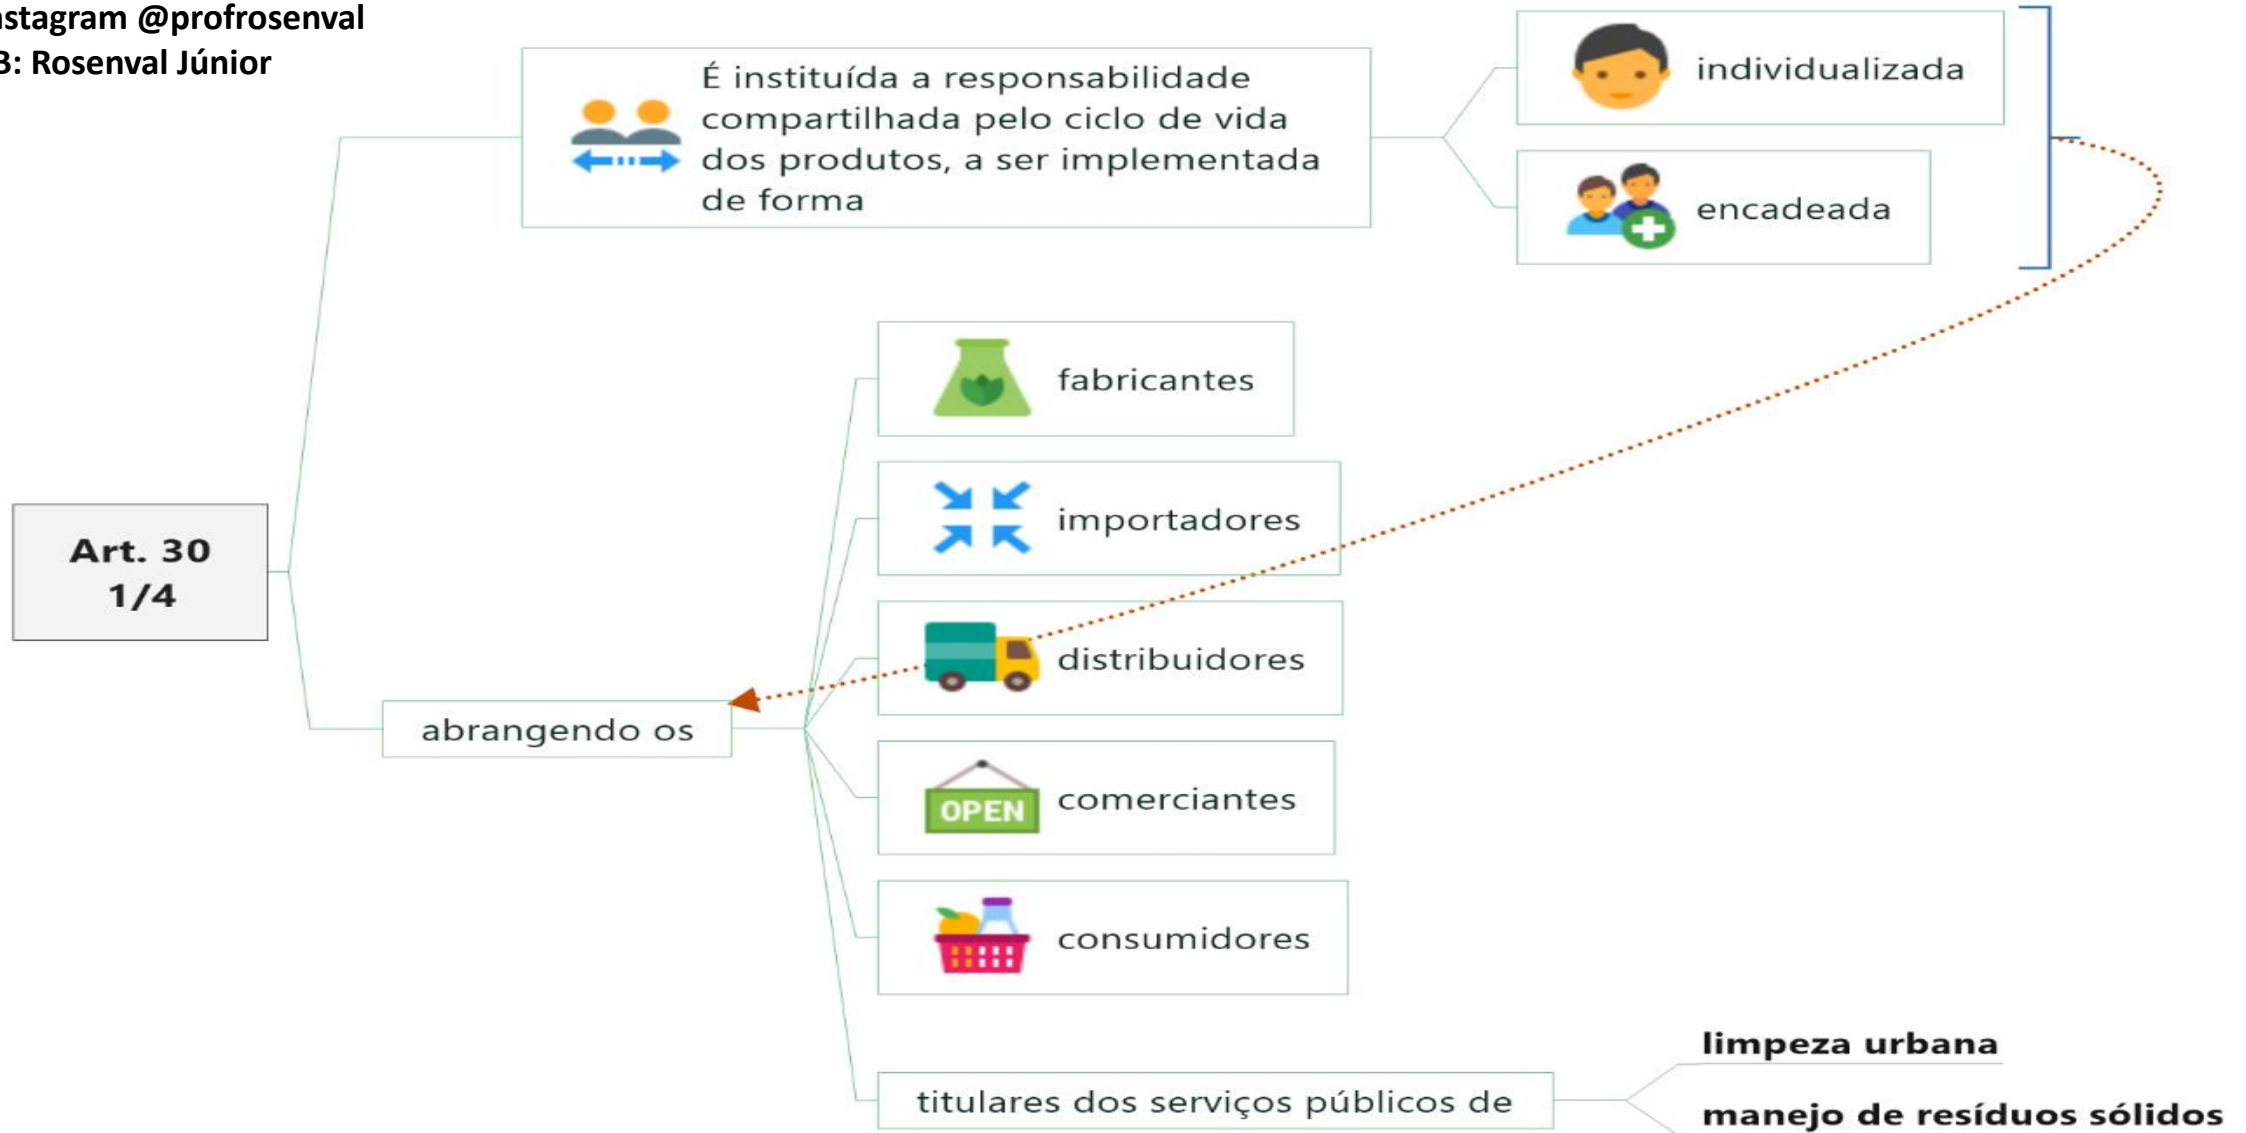 nstagram @profrosenval
B: Rosenval Júnior
É instituída a responsabilidade
compartilhada pelo ciclo de vida
dos produtos, a ser implementada
de forma
individualizada
encadeada
Art. 30
1/4
abrangendo os
fabricantes
importadores
distribuidores
OPEN
comerciantes
consumidores
titulares dos serviços públicos de
limpeza urbana
manejo de resíduos sólidos